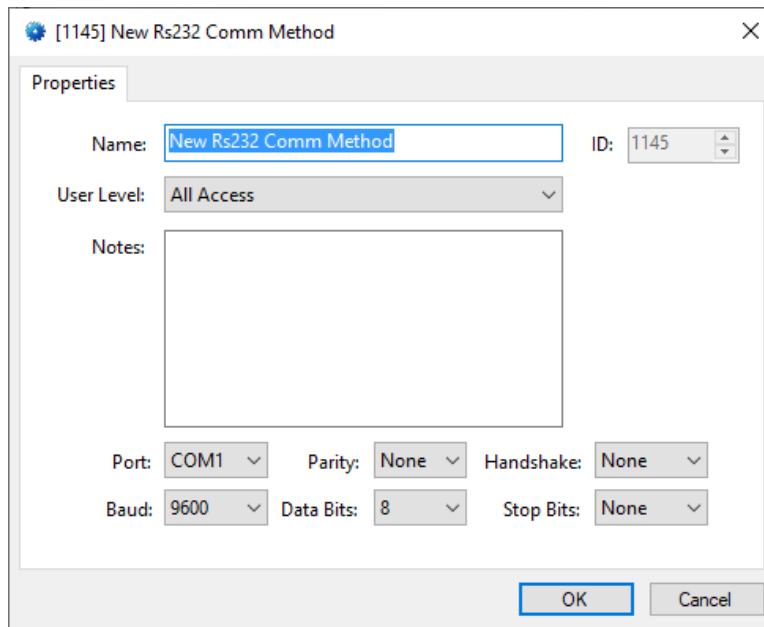 [1145] New Rs232 Comm Method
Properties
Name: New Rs232 Comm Method ID: 1145
User Level: All Access
Notes:
Port: COM1 Parity: None Handshake: None
Baud: 9600 Data Bits: 8 Stop Bits: None
OK Cancel